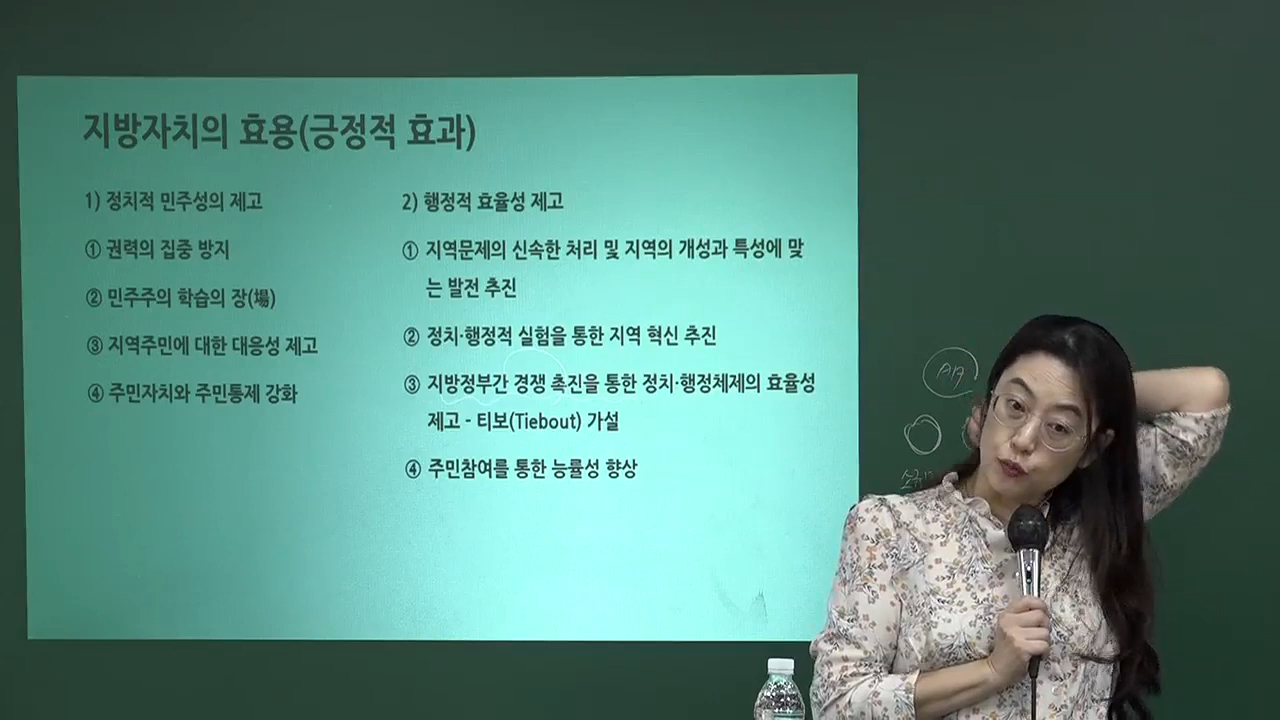 지방자치의 효용(긍정적 효과)
1) 정치적 민주성의 제고
① 권력의 집중 방지
② 민주주의 학습의 장(場)
③ 지역주민에 대한 대응성 제고
④ 주민자치와 주민통제 강화
2) 행정적 효율성 제고
① 지역문제의 신속한 처리 및 지역의 개성과 특성에 맞
는 발전 추진
② 정치·행정적 실험을 통한 지역 혁신 추진
③ 지방정부간 경쟁 촉진을 통한 정치·행정체제의 효율성
제고 - 티보(Tiebout) 가설
④ 주민참여를 통한 능률성 향상